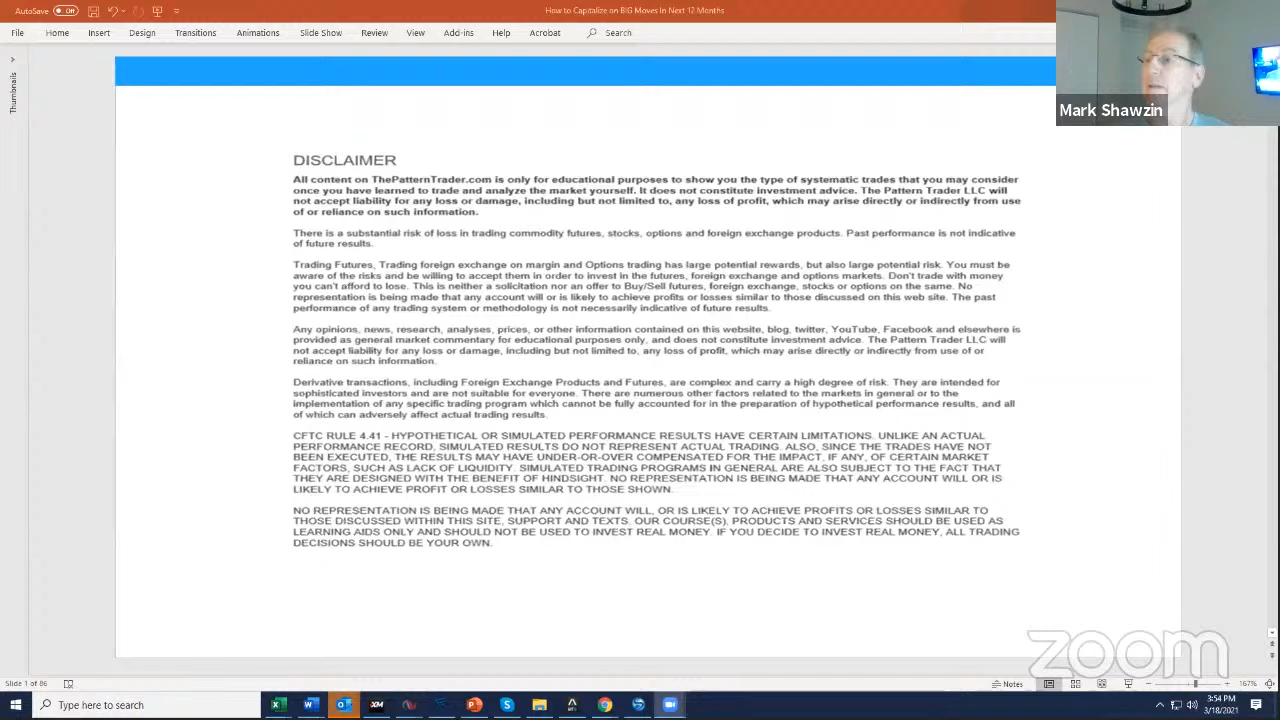 AutoSave
Off
How to Capitalize on BIG Moves In Next 12 Months
File Home Insert Design Transitions Animations Slide Show Review View Add-ins Help Acrobat Search
Mark Shawzin
Thumbnails
DISCLAIMER
All content on ThePatternTrader.com is only for educational purposes to show you the type of systematic trades that you may consider
once you have learned to trade and analyze the market yourself. It does not constitute investment advice. The Pattern Trader LLC will
not accept liability for any loss or damage, including but not limited to, any loss of profit, which may arise directly or indirectly from use
of or reliance on such information.
There is a substantial risk of loss in trading commodity futures, stocks, options and foreign exchange products. Past performance is not indicative
of future results.
Trading Futures, Trading foreign exchange on margin and Options trading has large potential rewards, but also large potential risk. You must be
aware of the risks and be willing to accept them in order to invest in the futures, foreign exchange and options markets. Don't trade with money
you can't afford to lose. This is neither a solicitation nor an offer to Buy/Sell futures, foreign exchange, stocks or options on the same. No
representation is being made that any account will or is likely to achieve profits or losses similar to those discussed on this web site. The past
performance of any trading system or methodology is not necessarily indicative of future results.
Any opinions, news, research, analyses, prices, or other information contained on this website, blog, twitter, YouTube, Facebook and elsewhere is
provided as general market commentary for educational purposes only, and does not constitute investment advice. The Pattern Trader LLC will
not accept liability for any loss or damage, including but not limited to, any loss of profit, which may arise directly or indirectly from use of or
reliance on such information.
Derivative transactions, including Foreign Exchange Products and Futures, are complex and carry a high degree of risk. They are intended for
sophisticated investors and are not suitable for everyone. There are numerous other factors related to the markets in general or to the
implementation of any specific trading program which cannot be fully accounted for in the preparation of hypothetical performance results, and all
of which can adversely affect actual trading results.
CFTC RULE 4.41 - HYPOTHETICAL OR SIMULATED PERFORMANCE RESULTS HAVE CERTAIN LIMITATIONS. UNLIKE AN ACTUAL
PERFORMANCE RECORD, SIMULATED RESULTS DO NOT REPRESENT ACTUAL TRADING. ALSO, SINCE THE TRADES HAVE NOT
BEEN EXECUTED, THE RESULTS MAY HAVE UNDER-OR-OVER COMPENSATED FOR THE IMPACT, IF ANY, OF CERTAIN MARKET
FACTORS, SUCH AS LACK OF LIQUIDITY. SIMULATED TRADING PROGRAMS IN GENERAL ARE ALSO SUBJECT TO THE FACT THAT
THEY ARE DESIGNED WITH THE BENEFIT OF HINDSIGHT. NO REPRESENTATION IS BEING MADE THAT ANY ACCOUNT WILL OR IS
LIKELY TO ACHIEVE PROFIT OR LOSSES SIMILAR TO THOSE SHOWN.
NO REPRESENTATION IS BEING MADE THAT ANY ACCOUNT WILL, OR IS LIKELY TO ACHIEVE PROFITS OR LOSSES SIMILAR TO
THOSE DISCUSSED WITHIN THIS SITE, SUPPORT AND TEXTS. OUR COURSE(S), PRODUCTS AND SERVICES SHOULD BE USED AS
LEARNING AIDS ONLY AND SHOULD NOT BE USED TO INVEST REAL MONEY. IF YOU DECIDE TO INVEST REAL MONEY, ALL TRADING
DECISIONS SHOULD BE YOUR OWN.
zoom
Slide 1 of 86
Notes
167%
Type here to search
XM
3:54 PM
3/18/2021